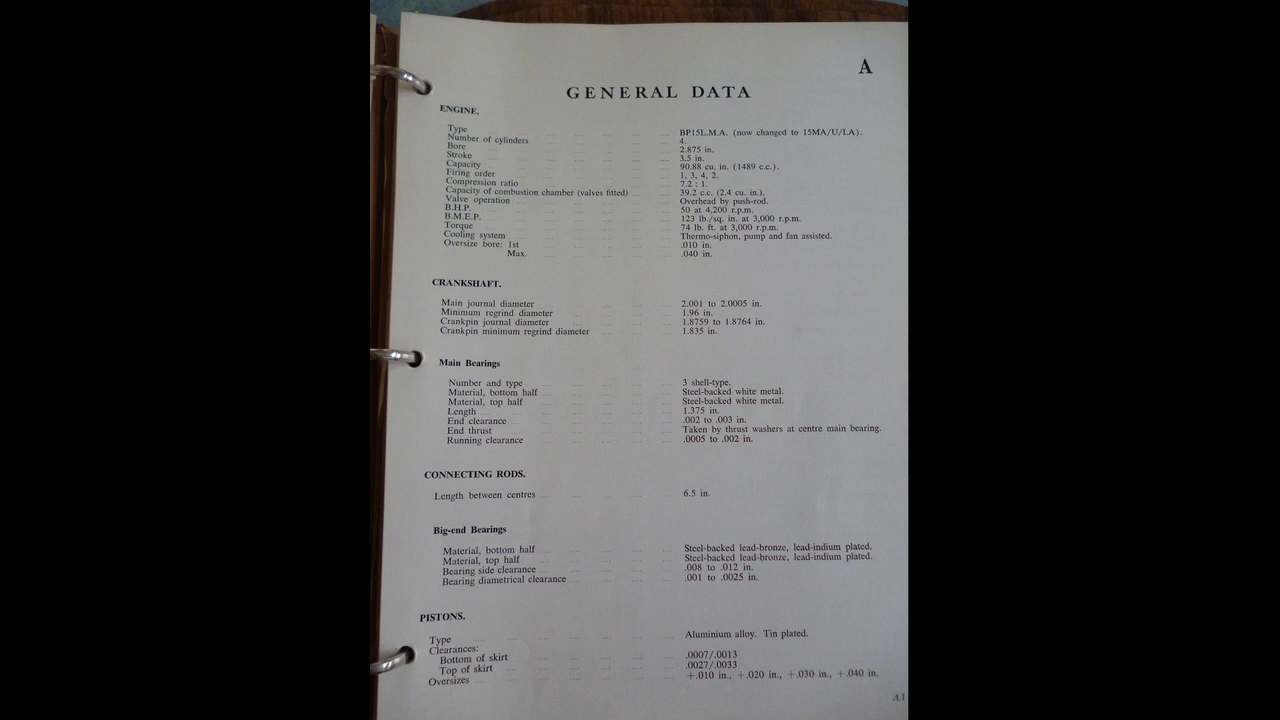 A
GENERAL DATA
ENGINE.
Type .... .... .... .... .... BP15L.M.A. (now changed to 15MA/U/LA).
Number of cylinders .... .... .... .... .... 4.
Bore .... .... .... .... .... 2.875 in.
Stroke .... .... .... .... .... 3.5 in.
Capacity .... .... .... .... .... 90.88 cu. in. (1489 c.c.).
Firing order .... .... .... .... .... 1, 3, 4, 2.
Compression ratio .... .... .... .... 7.2 : 1.
Capacity of combustion chamber (valves fitted) .... .... 39.2 c.c. (2.4 cu. in.).
Valve operation .... .... .... .... .... Overhead by push-rod.
B.H.P. .... .... .... .... .... 50 at 4,200 r.p.m.
B.M.E.P. .... .... .... .... .... 123 lb./sq. in. at 3,000 r.p.m.
Torque .... .... .... .... .... 74 lb. ft. at 3,000 r.p.m.
Cooling system .... .... .... .... .... Thermo-siphon, pump and fan assisted.
Oversize bore: 1st .... .... .... .... .... .010 in.
Max. .... .... .... .... .... .040 in.
CRANKSHAFT.
Main journal diameter .... .... .... .... 2.001 to 2.0005 in.
Minimum regrind diameter .... .... .... .... 1.96 in.
Crankpin journal diameter .... .... .... .... 1.8759 to 1.8764 in.
Crankpin minimum regrind diameter .... .... .... 1.835 in.
Main Bearings
Number and type .... .... .... .... .... 3 shell-type.
Material, bottom half .... .... .... .... .... Steel-backed white metal.
Material, top half .... .... .... .... .... Steel-backed white metal.
Length .... .... .... .... .... 1.375 in.
End clearance .... .... .... .... .... .002 to .003 in.
End thrust .... .... .... .... .... Taken by thrust washers at centre main bearing.
Running clearance .... .... .... .... .... .0005 to .002 in.
CONNECTING RODS.
Length between centres .... .... .... .... .... 6.5 in.
Big-end Bearings
Material, bottom half .... .... .... .... .... Steel-backed lead-bronze, lead-indium plated.
Material, top half .... .... .... .... .... Steel-backed lead-bronze, lead-indium plated.
Bearing side clearance .... .... .... .... .... .008 to .012 in.
Bearing diametrical clearance .... .... .... .... .001 to .0025 in.
PISTONS.
Type .... .... .... .... .... Aluminium alloy. Tin plated.
Clearances:
Bottom of skirt .... .... .... .... .... .0007/.0013
Top of skirt .... .... .... .... .... .0027/.0033
Oversizes .... .... .... .... .... +.010 in., +.020 in., +.030 in., +.040 in.
A.1